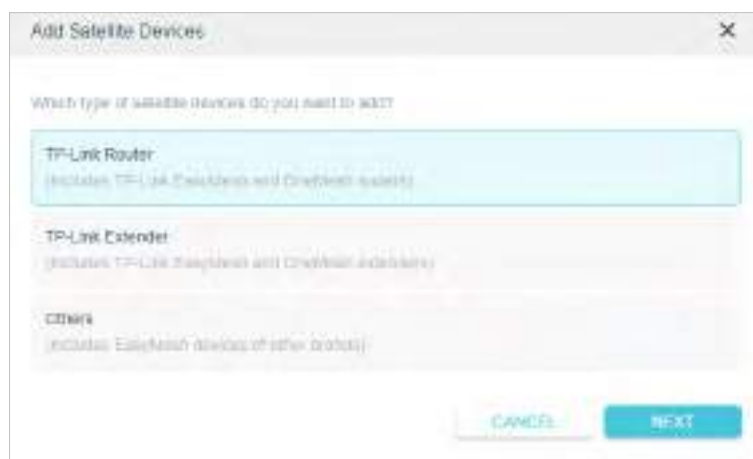 Add Satellite Devices
Which type of satellite devices do you want to add?
TP-Link Router
(Includes TP-Link EasyMesh and OneMesh routers)
TP-Link Extender
(Includes TP-Link EasyMesh and OneMesh extenders)
Others
(Includes EasyMesh devices of other brands)
CANCEL
NEXT